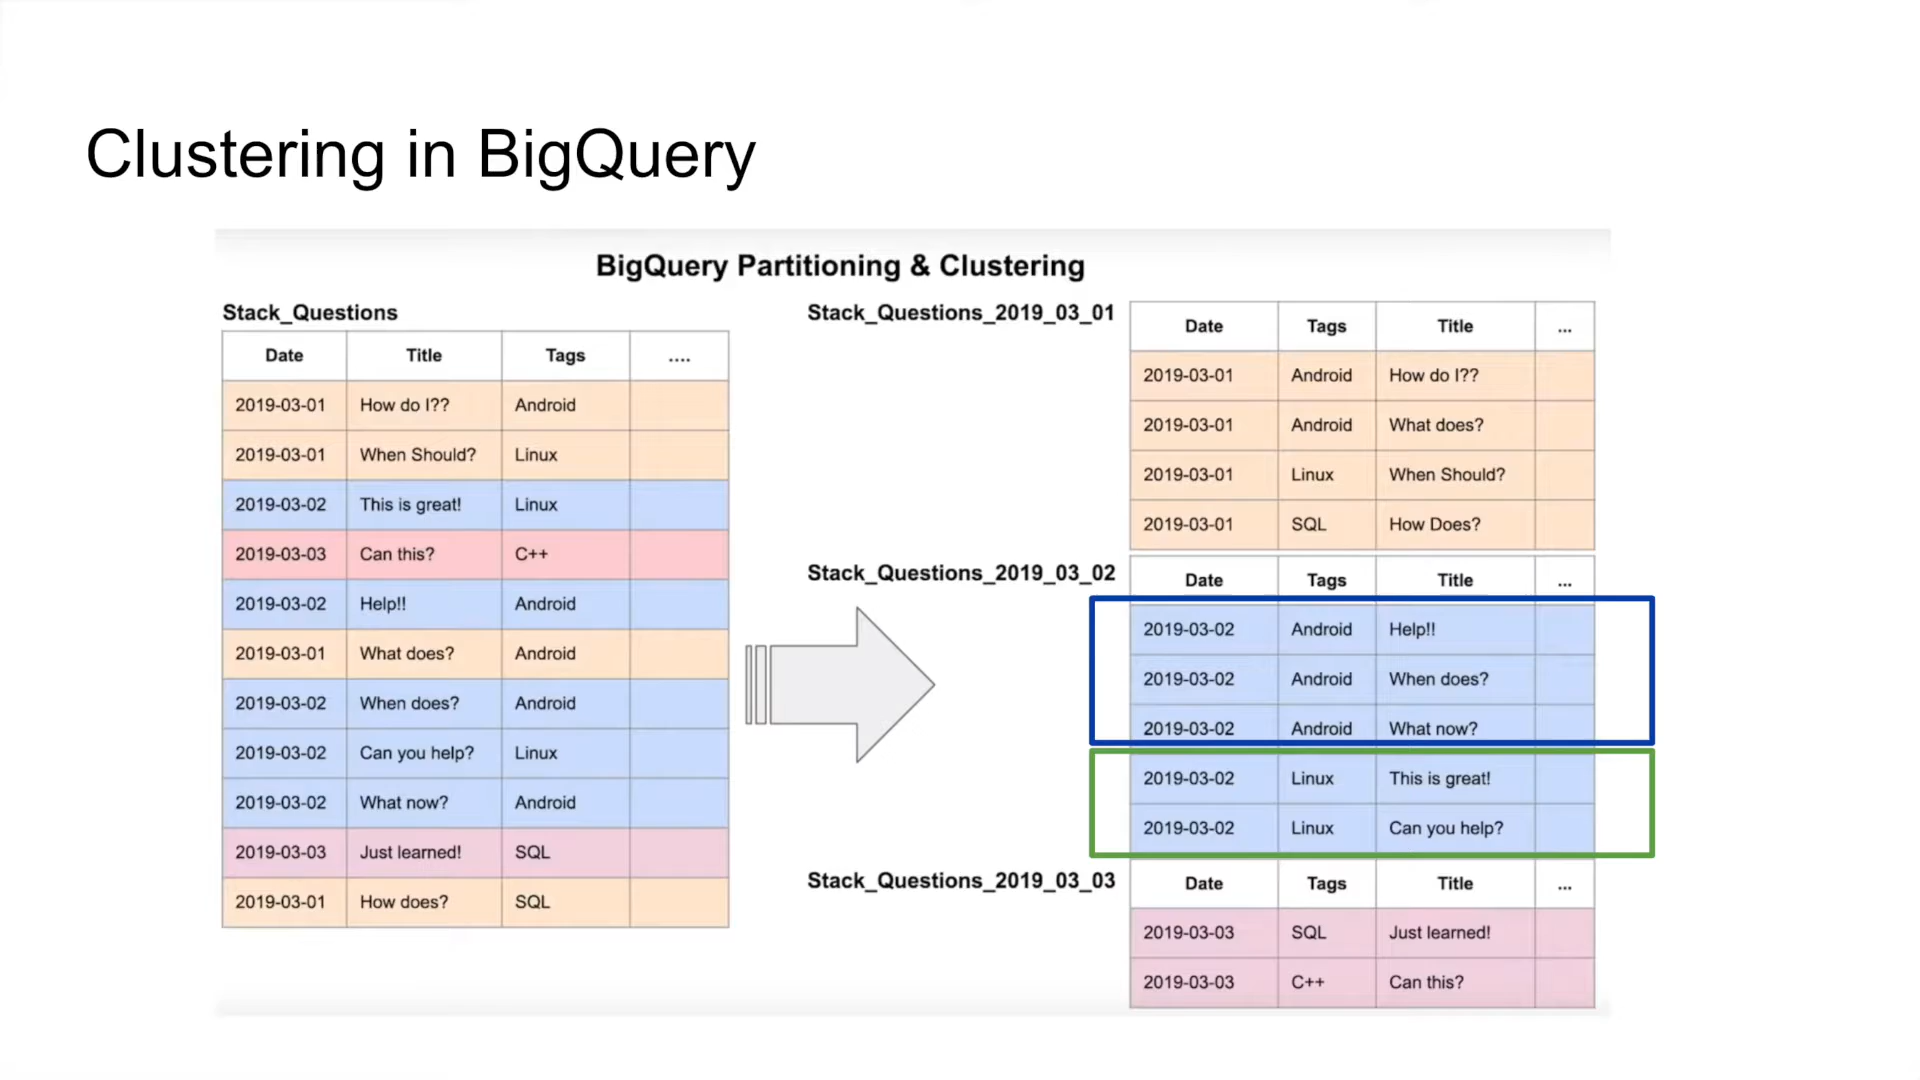 Clustering in BigQuery
BigQuery Partitioning & Clustering
Stack_Questions
Date Title Tags ....
2019-03-01 How do I?? Android
2019-03-01 When Should? Linux
2019-03-02 This is great! Linux
2019-03-03 Can this? C++
2019-03-02 Help!! Android
2019-03-01 What does? Android
2019-03-02 When does? Android
2019-03-02 Can you help? Linux
2019-03-02 What now? Android
2019-03-03 Just learned! SQL
2019-03-01 How does? SQL
Stack_Questions_2019_03_01
Date Tags Title ...
2019-03-01 Android How do I??
2019-03-01 Android What does?
2019-03-01 Linux When Should?
2019-03-01 SQL How Does?
Stack_Questions_2019_03_02
Date Tags Title ...
2019-03-02 Android Help!!
2019-03-02 Android When does?
2019-03-02 Android What now?
2019-03-02 Linux This is great!
2019-03-02 Linux Can you help?
Stack_Questions_2019_03_03
Date Tags Title ...
2019-03-03 SQL Just learned!
2019-03-03 C++ Can this?